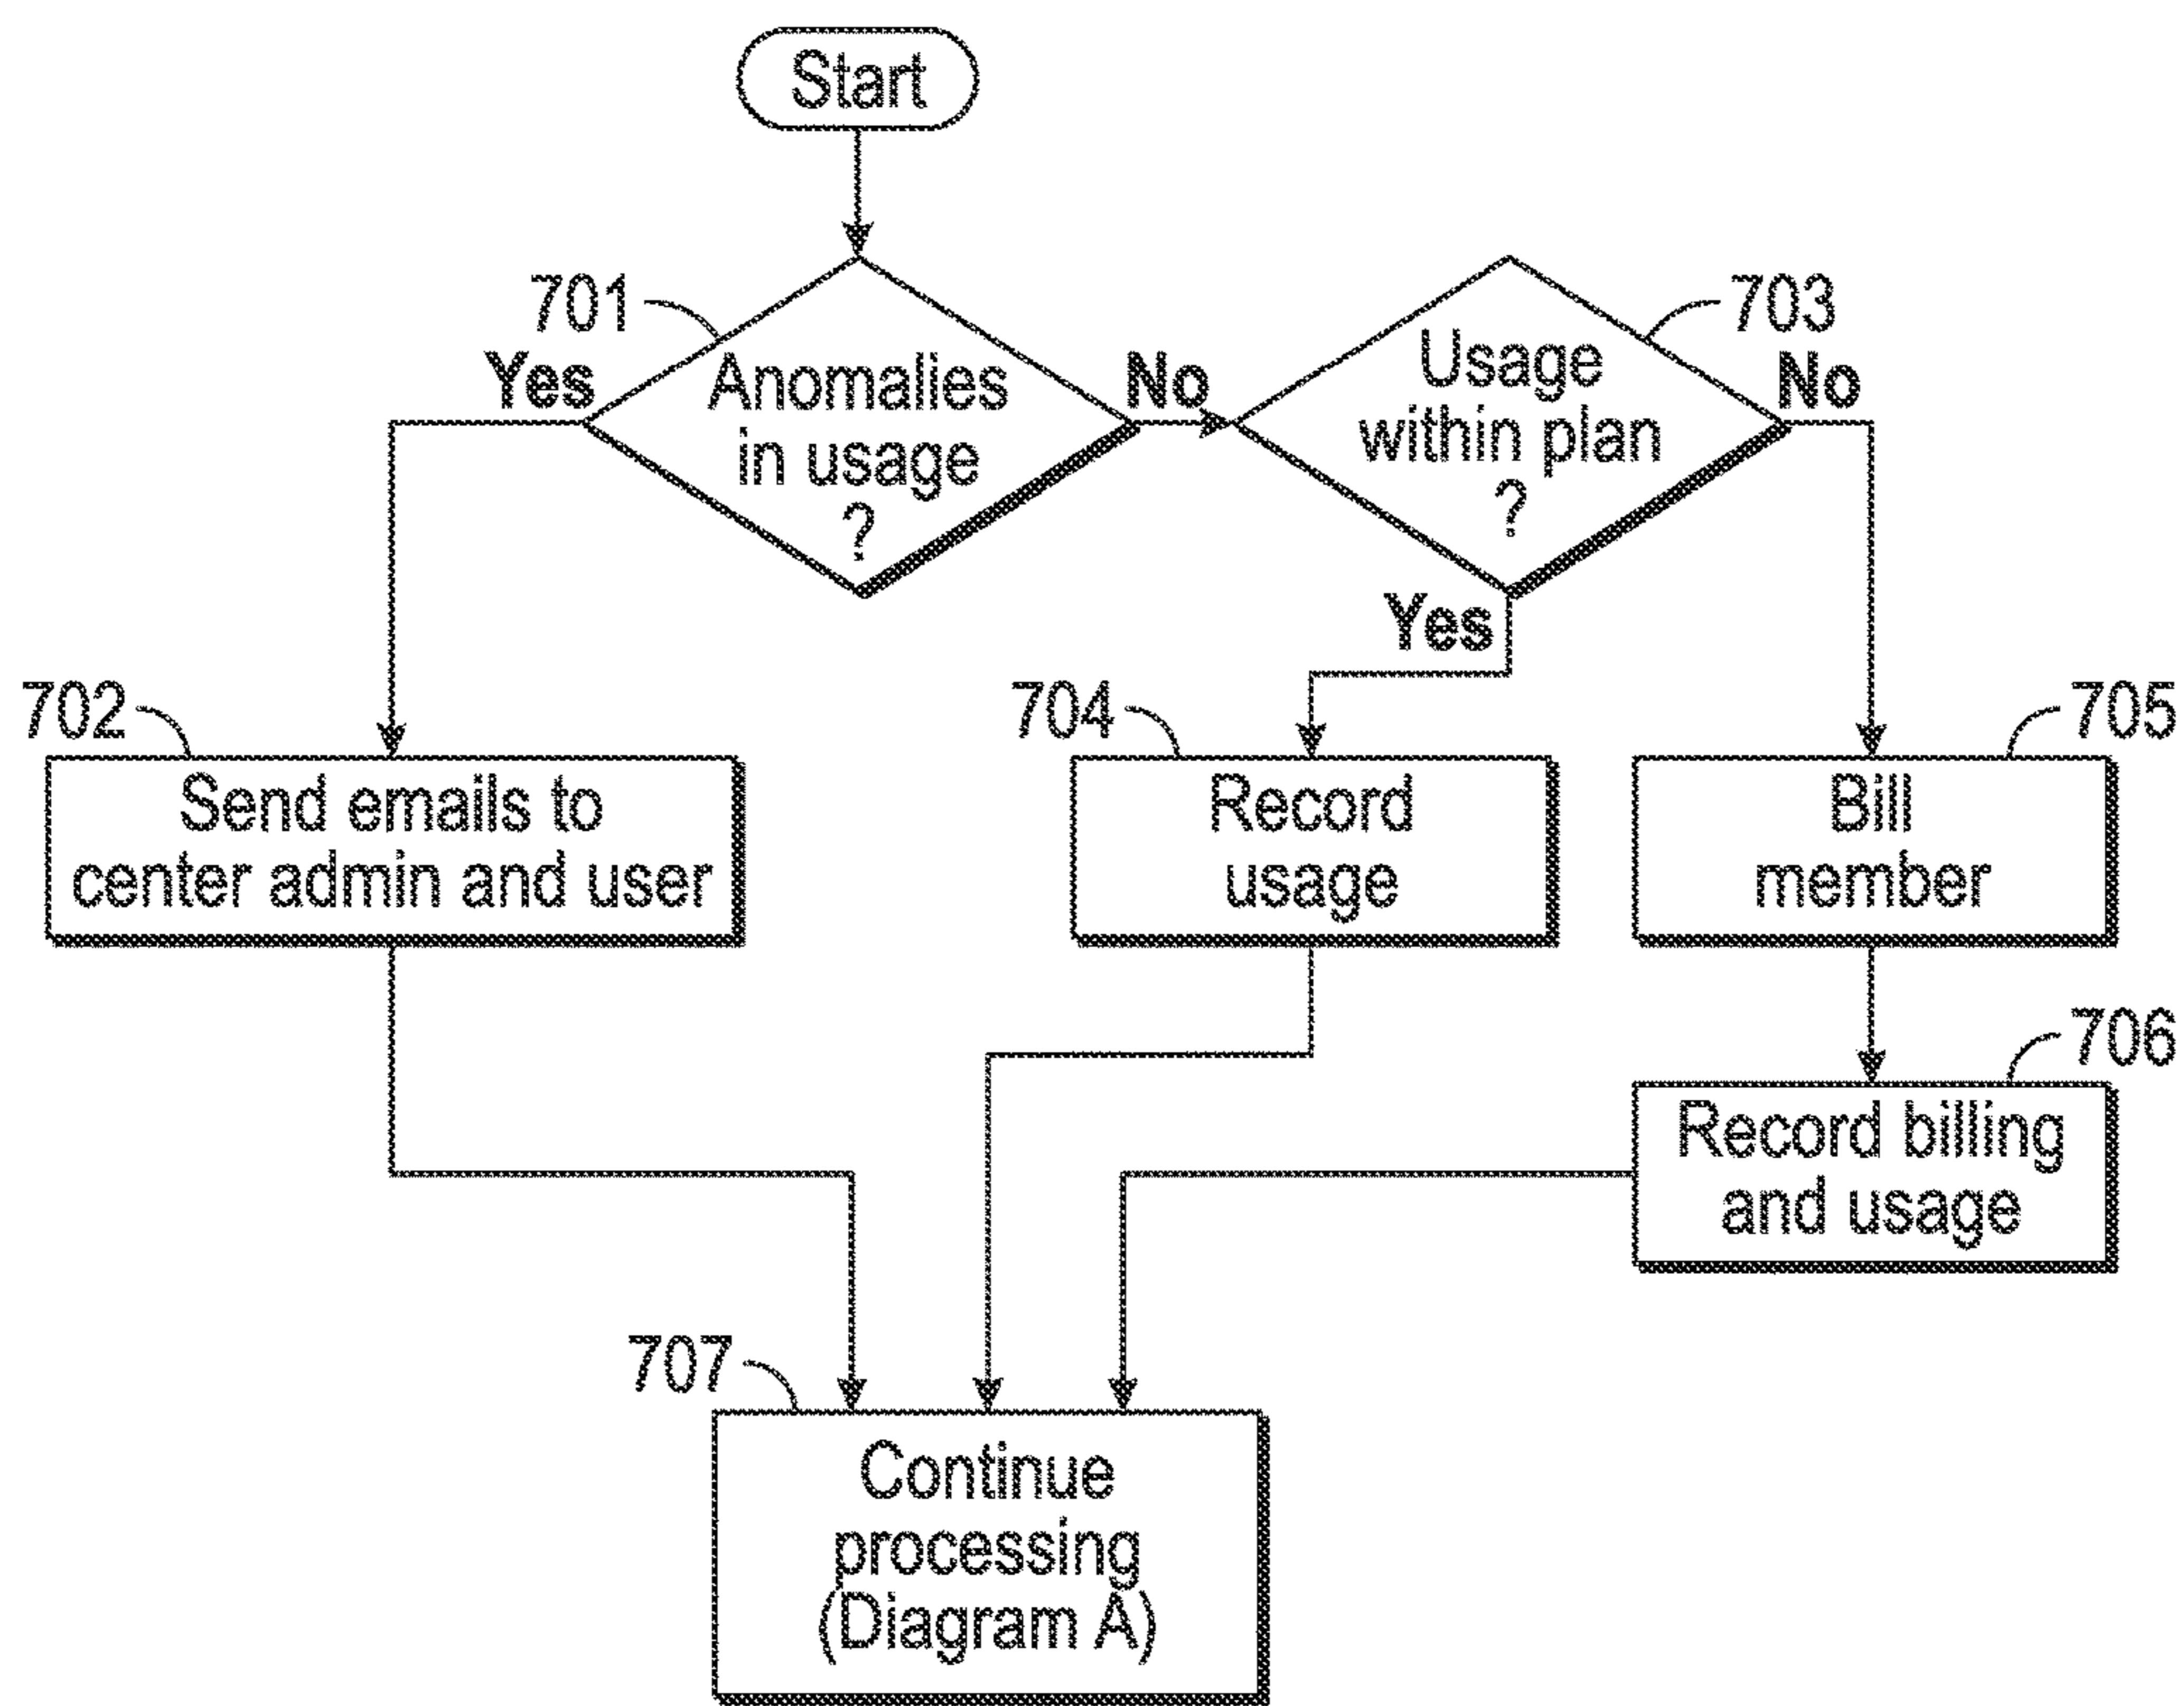 Start
701
703
Yes
Anomalies
in usage
?
No
Usage
within plan
?
No
Yes
702
704
705
Send emails to
center admin and user
Record
usage
Bill
member
706
Record billing
and usage
707
Continue
processing
(Diagram A)